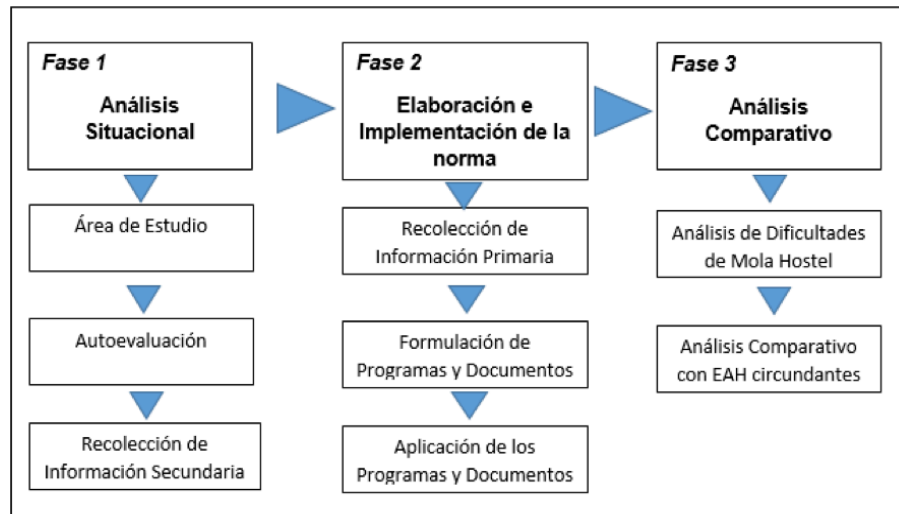 Fase 1
Análisis
Situacional
Área de Estudio
Autoevaluación
Recolección de
Información Secundaria
Fase 2
Elaboración e
Implementación de la
norma
Recolección de
Información Primaria
Formulación de
Programas y Documentos
Aplicación de los
Programas y Documentos
Fase 3
Análisis
Comparativo
Análisis de Dificultades
de Mola Hostel
Análisis Comparativo
con EAH circundantes